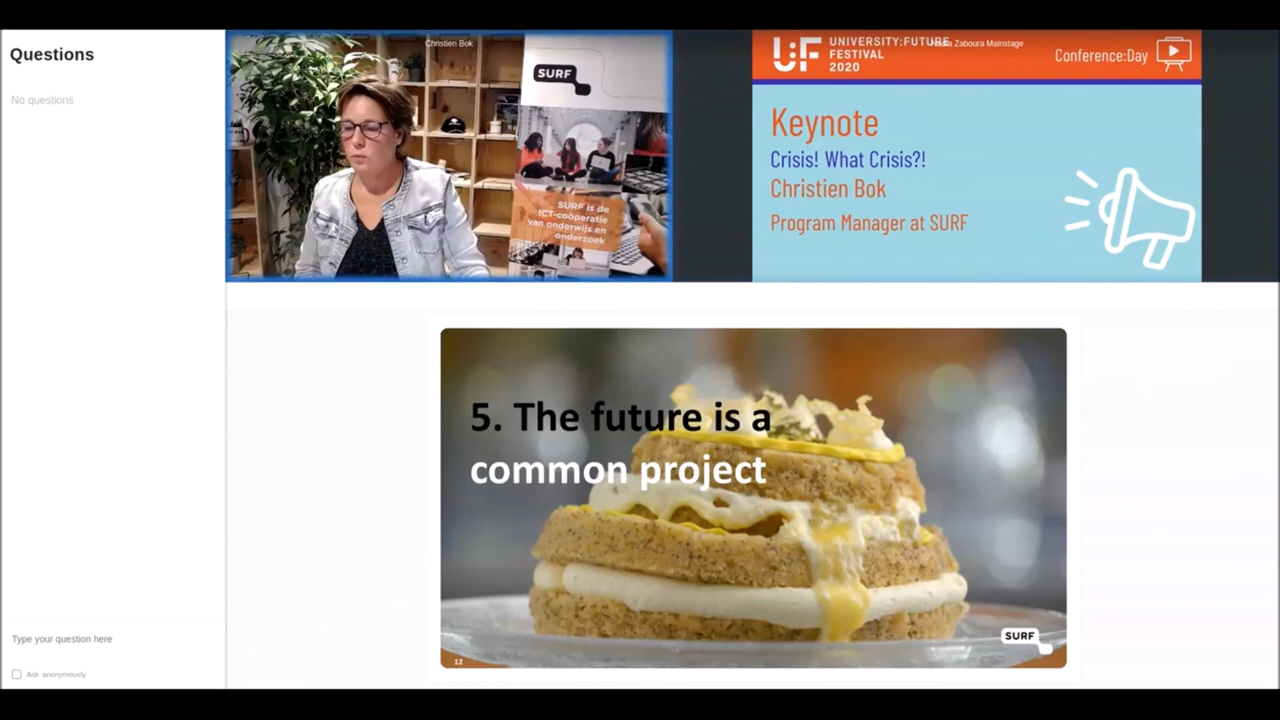 Questions
No questions
Type your question here
Ask anonymously
Christien Bok
SURF
SURF is de
ICT-coöperatie
van onderwijs en
onderzoek
UNIVERSITY:FUTURE
FESTIVAL
2020
Zaboura Mainstage
Conference:Day
Keynote
Crisis! What Crisis?!
Christien Bok
Program Manager at SURF
5. The future is a
common project
SURF
12